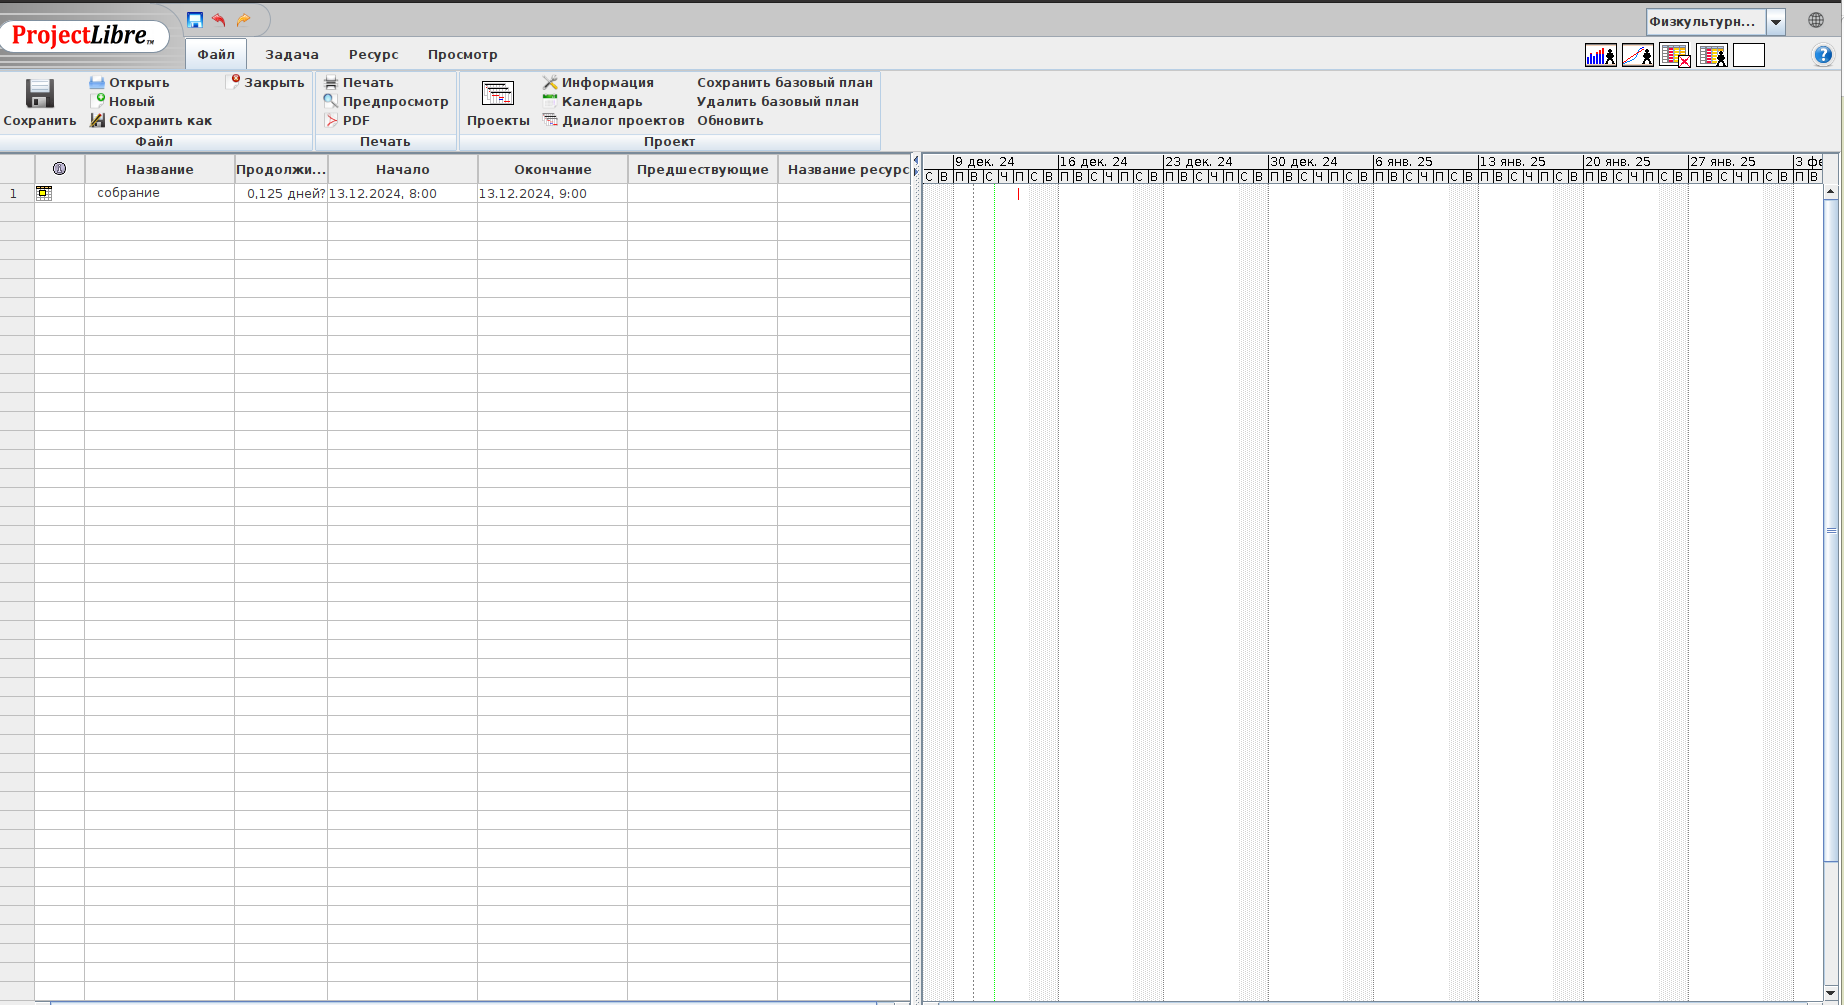 ProjectLibre™
Физкультурн...
Файл Задача Ресурс Просмотр
Сохранить
Открыть
Новый
Сохранить как
Закрыть
Файл
Печать
Предпросмотр
PDF
Печать
Проекты
Информация
Календарь
Диалог проектов
Сохранить базовый план
Удалить базовый план
Обновить
Проект
Название Продолжи... Начало Окончание Предшествующие Название ресурс
1 собрание 0,125 дней? 13.12.2024, 8:00 13.12.2024, 9:00
9 дек. 24 16 дек. 24 23 дек. 24 30 дек. 24 6 янв. 25 13 янв. 25 20 янв. 25 27 янв. 25 3 фе
С В П В С Ч П С В П В С Ч П С В П В С Ч П С В П В С Ч П С В П В С Ч П С В П В С Ч П С В П В С Ч П С В П В С Ч П С В П В